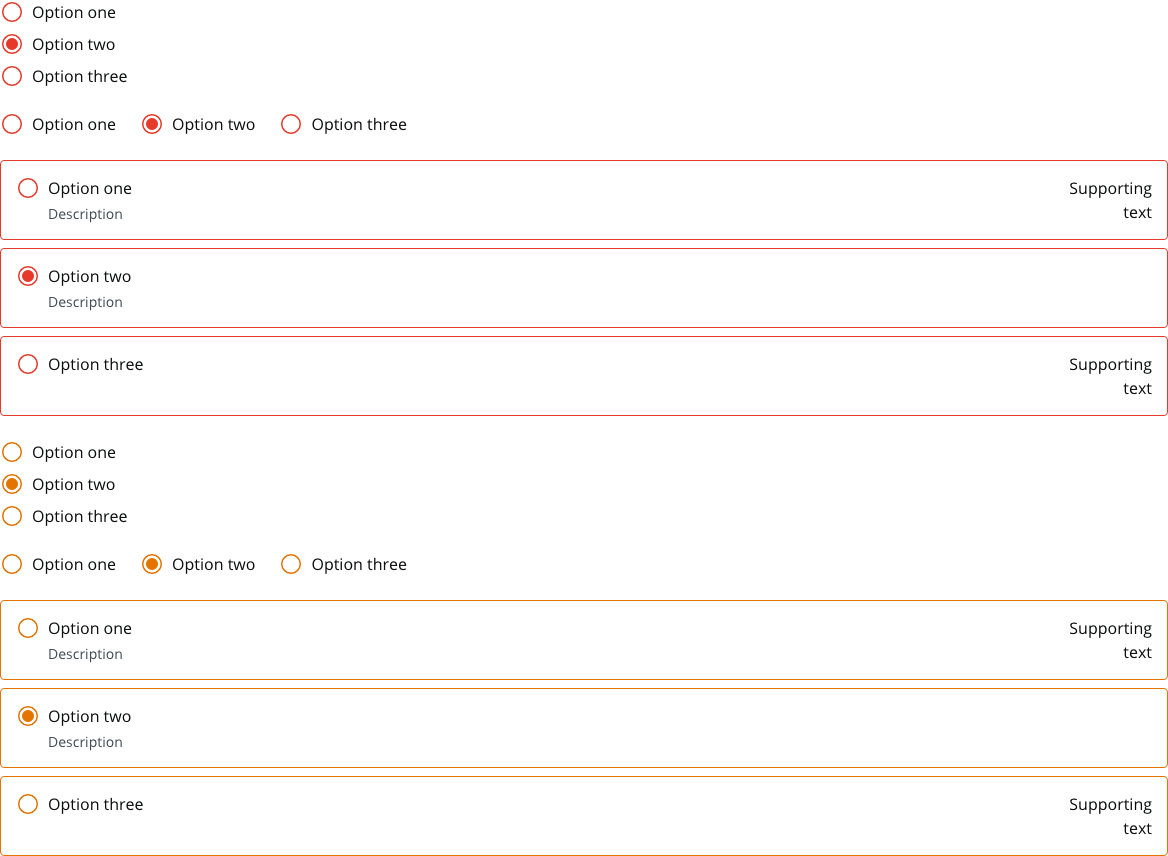 Option one
Option two
Option three
Option one Option two Option three
Option one Supporting
Description text
Option two
Description
Option three Supporting
text
Option one
Option two
Option three
Option one Option two Option three
Option one Supporting
Description text
Option two
Description
Option three Supporting
text